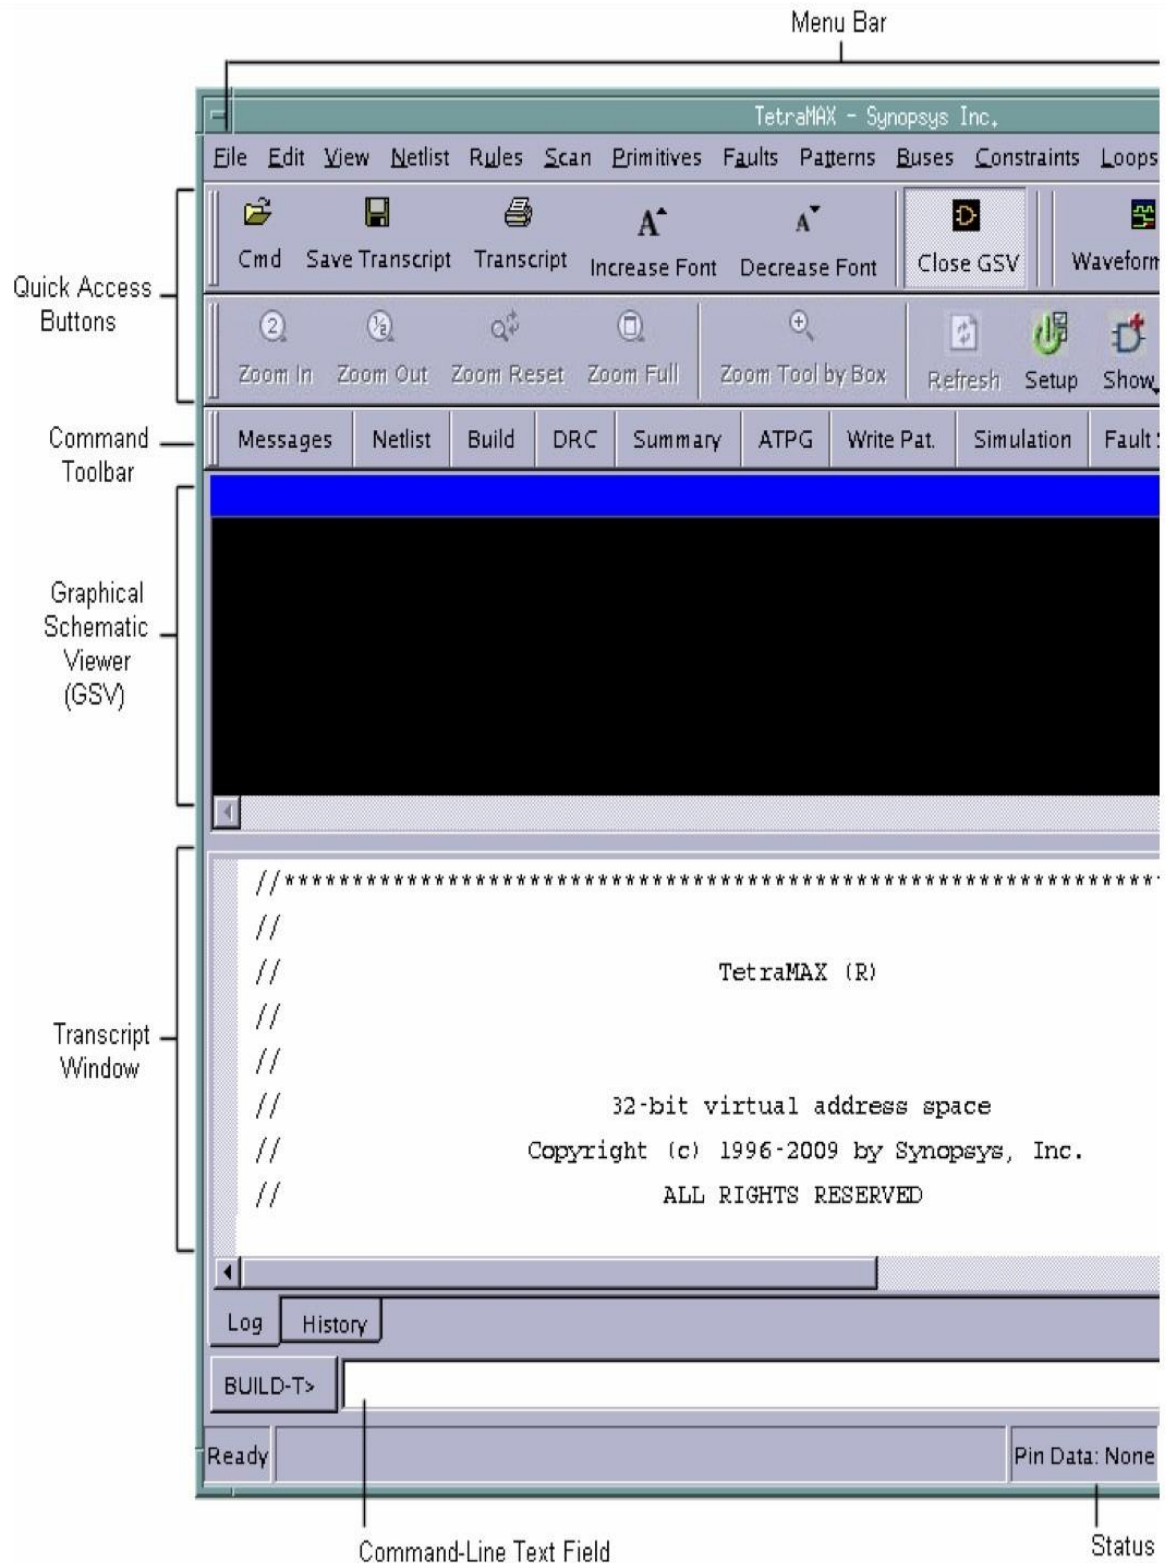 Menu Bar
TetraMAX - Synopsys Inc.
File Edit View Netlist Rules Scan Primitives Faults Patterns Buses Constraints Loops
Quick Access
Buttons
Cmd Save Transcript Transcript Increase Font Decrease Font Close GSV Waveform
Zoom In Zoom Out Zoom Reset Zoom Full Zoom Tool by Box Refresh Setup Show
Command
Toolbar
Messages Netlist Build DRC Summary ATPG Write Pat. Simulation Fault
Graphical
Schematic
Viewer
(GSV)
Transcript
Window
//****************************************************************
//
// TetraMAX (R)
//
//
// 32-bit virtual address space
// Copyright (c) 1996-2009 by Synopsys, Inc.
// ALL RIGHTS RESERVED
Log History
BUILD-T>
Ready Pin Data: None
Command-Line Text Field
Status